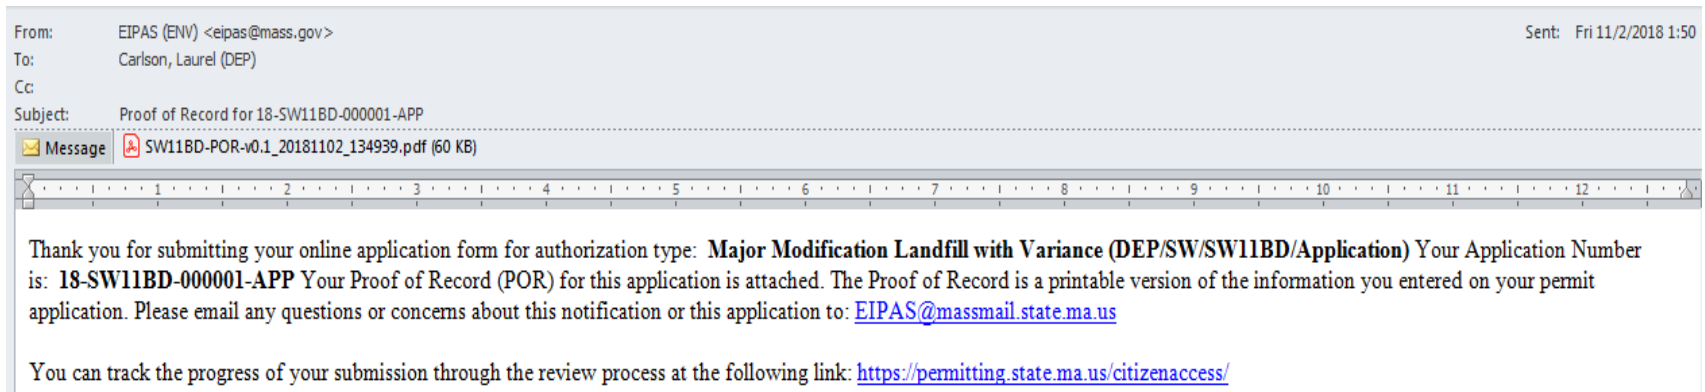 From: EIPAS (ENV) <eipas@mass.gov> Sent: Fri 11/2/2018 1:50
To: Carlson, Laurel (DEP)
Cc:
Subject: Proof of Record for 18-SW11BD-000001-APP
Message SW11BD-POR-v0.1_20181102_134939.pdf (60 KB)
1 2 3 4 5 6 7 8 9 10 11 12
Thank you for submitting your online application form for authorization type: Major Modification Landfill with Variance (DEP/SW/SW11BD/Application) Your Application Number
is: 18-SW11BD-000001-APP Your Proof of Record (POR) for this application is attached. The Proof of Record is a printable version of the information you entered on your permit
application. Please email any questions or concerns about this notification or this application to: EIPAS@massmail.state.ma.us
You can track the progress of your submission through the review process at the following link: https://permitting.state.ma.us/citizenaccess/